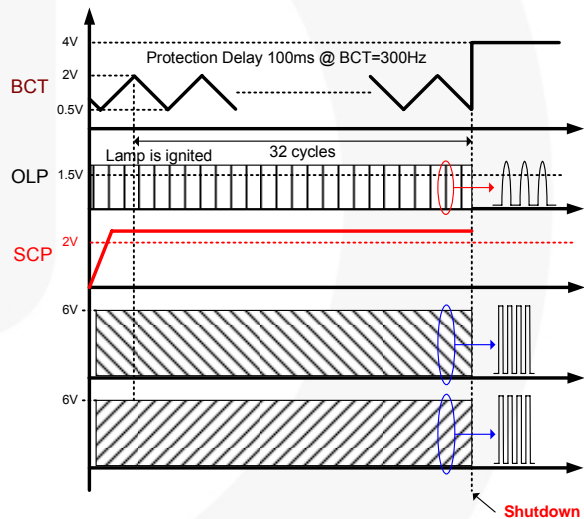 4V
Protection Delay 100ms @ BCT=300Hz
BCT
2V
0.5V
Lamp is ignited
32 cycles
OLP
1.5V
SCP
2V
6V
6V
Shutdown